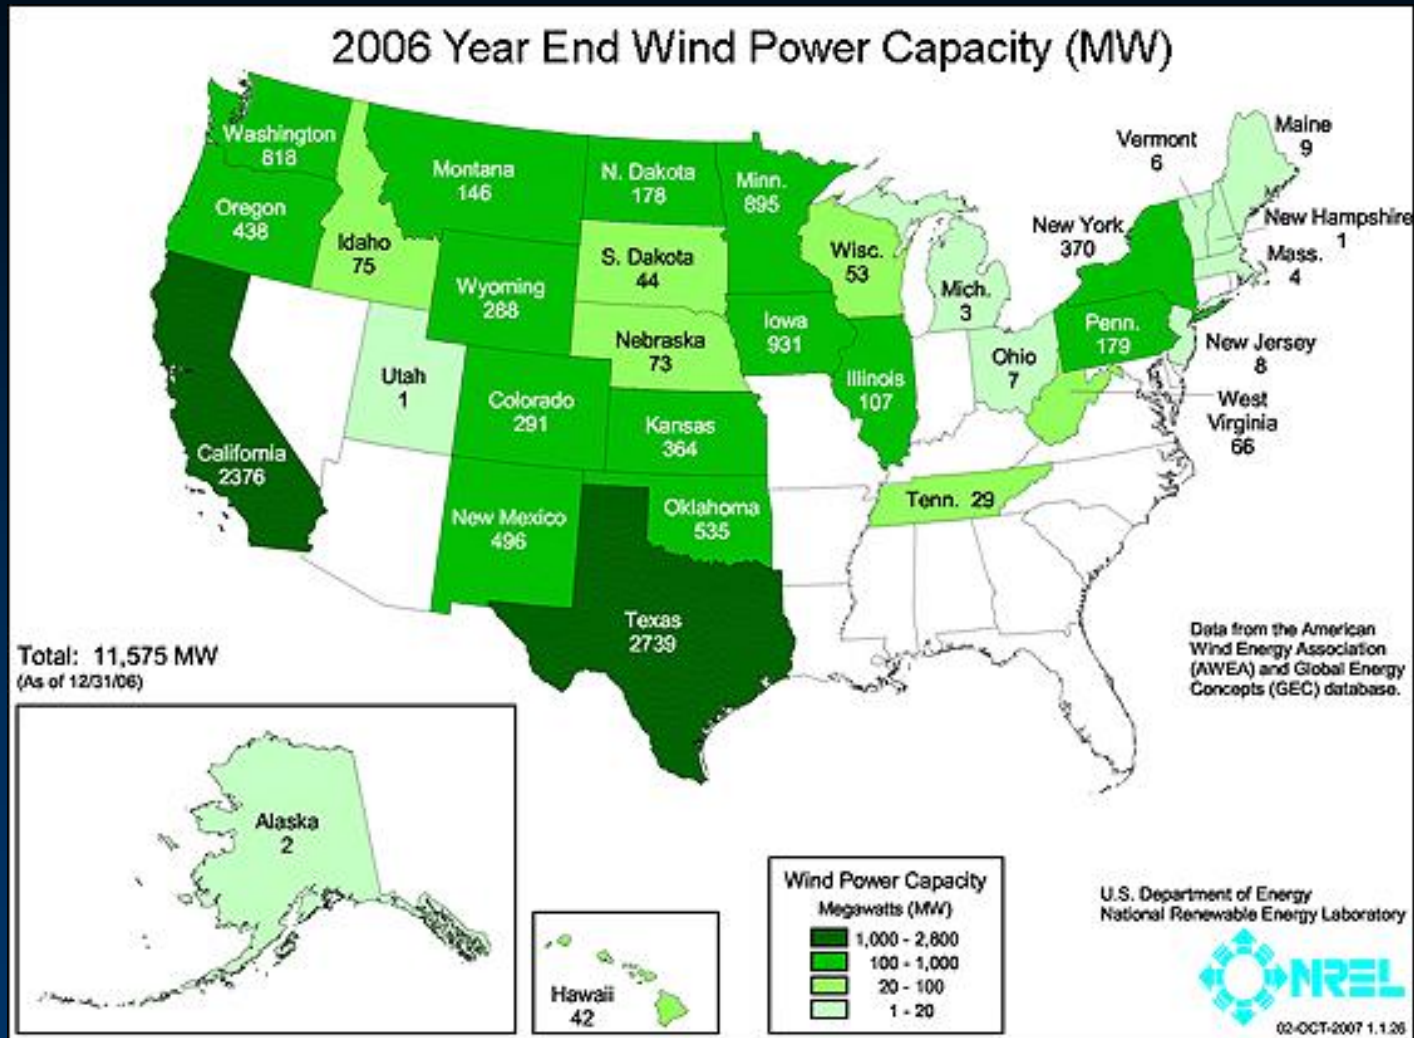 2006 Year End Wind Power Capacity (MW)
Washington
818
Oregon
438
Idaho
75
Montana
146
N. Dakota
178
Minn.
895
S. Dakota
44
Wyoming
288
Nebraska
73
Wisc.
53
Mich.
3
Iowa
931
Illinois
107
Ohio
7
Penn.
179
New York
370
Vermont
6
Maine
9
New Hampshire
1
Mass.
4
New Jersey
8
West
Virginia
66
Utah
1
Colorado
291
Kansas
364
California
2376
New Mexico
496
Oklahoma
535
Tenn. 29
Texas
2739
Total: 11,575 MW
(As of 12/31/06)
Data from the American
Wind Energy Association
(AWEA) and Global Energy
Concepts (GEC) database.
Alaska
2
Hawaii
42
Wind Power Capacity
Megawatts (MW)
1,000 - 2,800
100 - 1,000
20 - 100
1 - 20
U.S. Department of Energy
National Renewable Energy Laboratory
NREL
02-OCT-2007 1.1.26